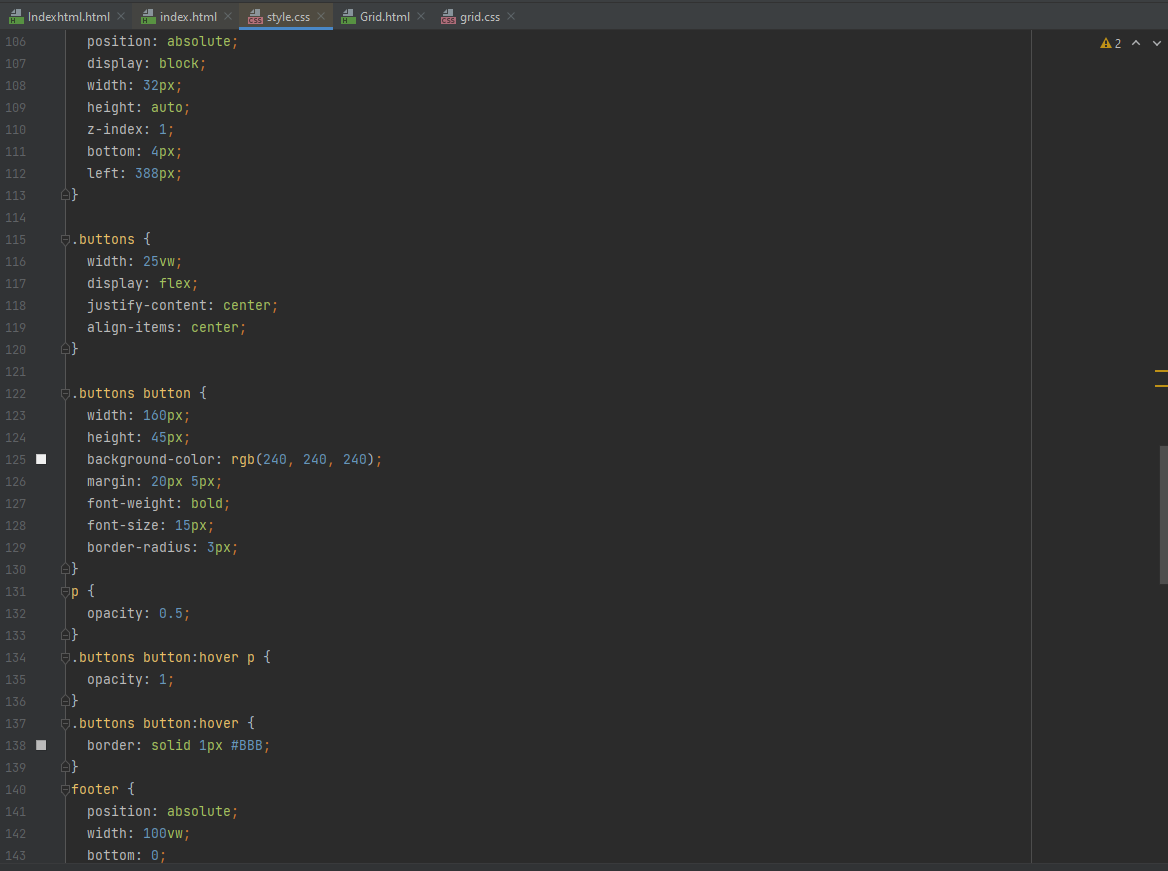 Indexhtml.html index.html style.css Grid.html grid.css
2
106 position: absolute;
107 display: block;
108 width: 32px;
109 height: auto;
110 z-index: 1;
111 bottom: 4px;
112 left: 388px;
113 }
114
115 .buttons {
116 width: 25vw;
117 display: flex;
118 justify-content: center;
119 align-items: center;
120 }
121
122 .buttons button {
123 width: 160px;
124 height: 45px;
125 background-color: rgb(240, 240, 240);
126 margin: 20px 5px;
127 font-weight: bold;
128 font-size: 15px;
129 border-radius: 3px;
130 }
131 p {
132 opacity: 0.5;
133 }
134 .buttons button:hover p {
135 opacity: 1;
136 }
137 .buttons button:hover {
138 border: solid 1px #BBB;
139 }
140 footer {
141 position: absolute;
142 width: 100vw;
143 bottom: 0;